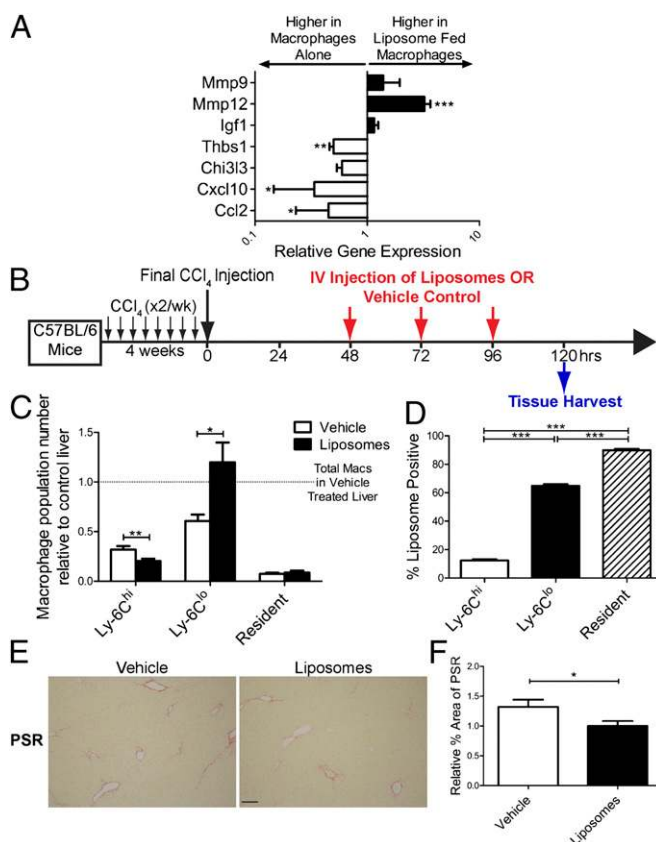 A
Higher in
Macrophages
Alone
Higher in
Liposome Fed
Macrophages
Mmp9
Mmp12
***
Igf1
Thbs1
**
Chi3l3
Cxcl10
*
Ccl2
*
0.1
1
10
Relative Gene Expression
B
Final CCl4 Injection
IV Injection of Liposomes OR
Vehicle Control
CCl4 (x2/wk)
C57BL/6
Mice
4 weeks
0
24
48
72
96
120hrs
Tissue Harvest
C
Macrophage population number
relative to control liver
1.5
1.0
0.5
0.0
**
*
Vehicle
Liposomes
Total Macs
in Vehicle
Treated Liver
Ly-6Chi
Ly-6Clo
Resident
D
% Liposome Positive
100
80
60
40
20
0
***
***
***
Ly-6Chi
Ly-6Clo
Resident
E
Vehicle
Liposomes
PSR
F
Relative % Area of PSR
2.0
1.5
1.0
0.5
0.0
*
Vehicle
Liposomes